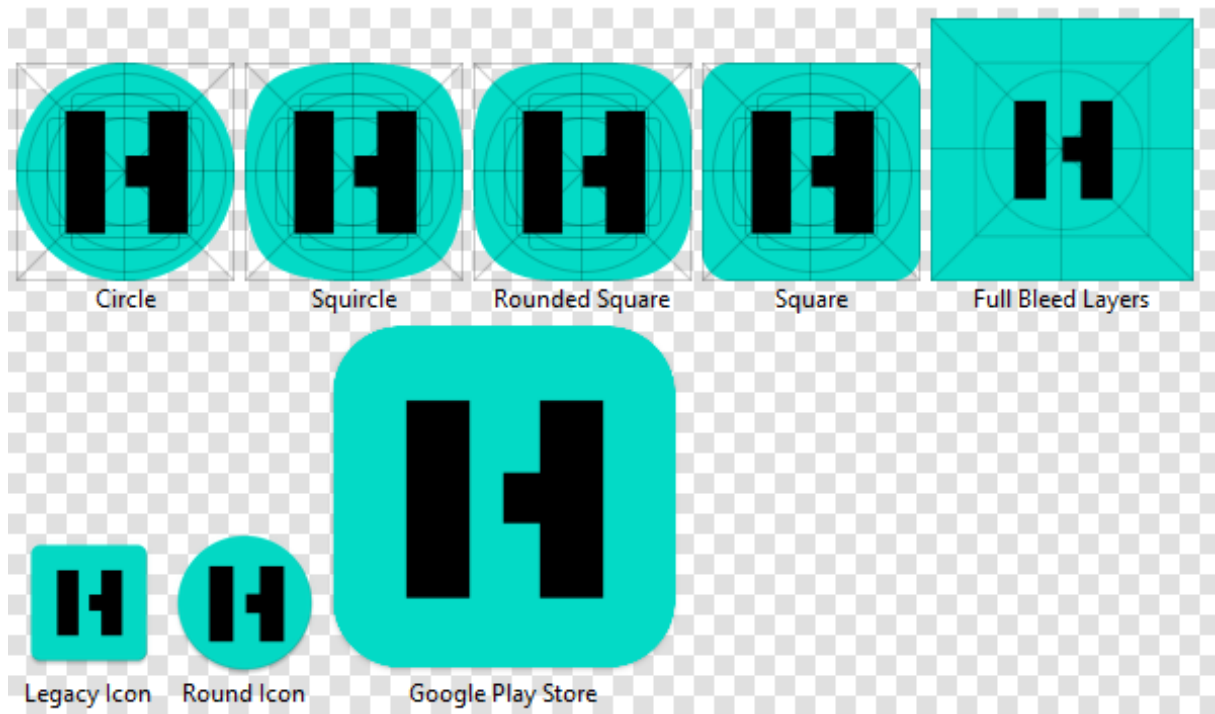 Circle
Squircle
Rounded Square
Square
Full Bleed Layers
Legacy Icon
Round Icon
Google Play Store